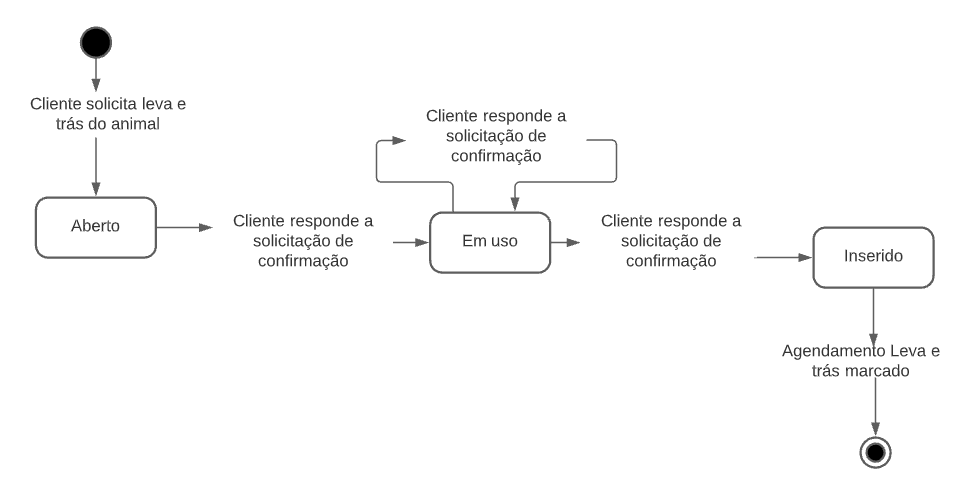 Cliente solicita leva e
trás do animal
Aberto
Cliente responde a
solicitação de
confirmação
Cliente responde a
solicitação de
confirmação
Em uso
Cliente responde a
solicitação de
confirmação
Inserido
Agendamento Leva e
trás marcado